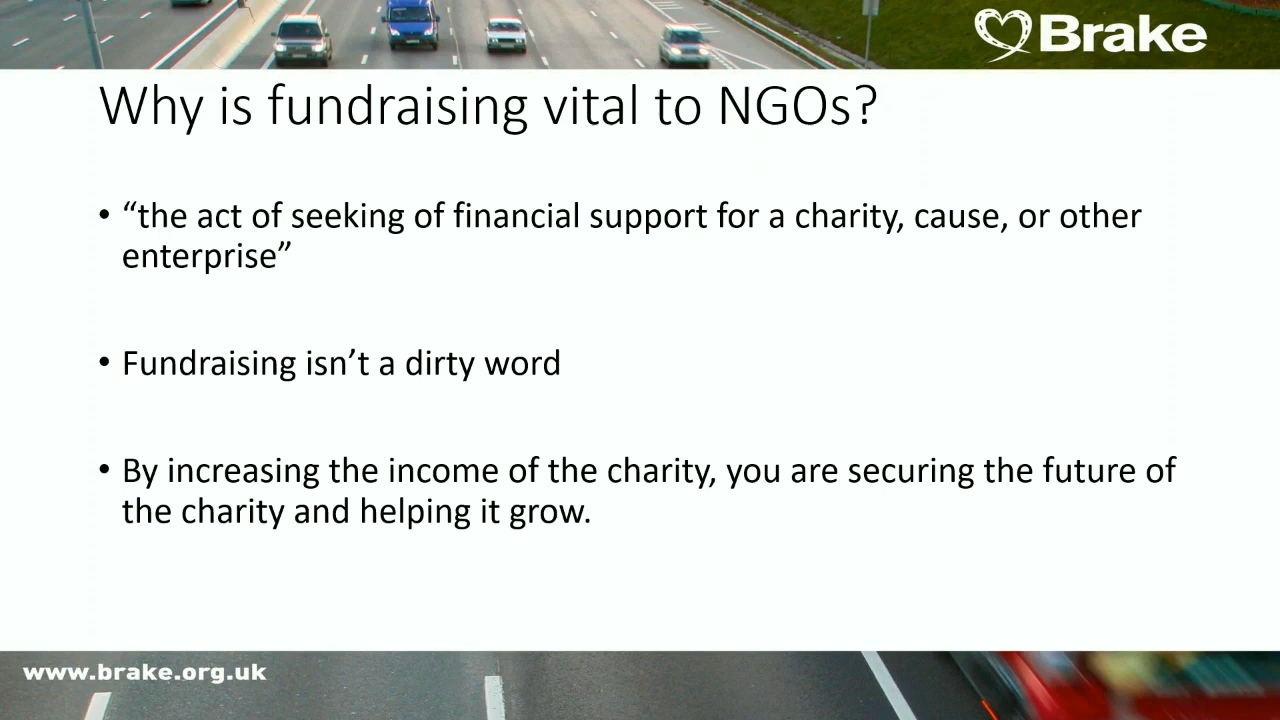 Brake
Why is fundraising vital to NGOs?
• “the act of seeking of financial support for a charity, cause, or other
enterprise”
• Fundraising isn’t a dirty word
• By increasing the income of the charity, you are securing the future of
the charity and helping it grow.
www.brake.org.uk